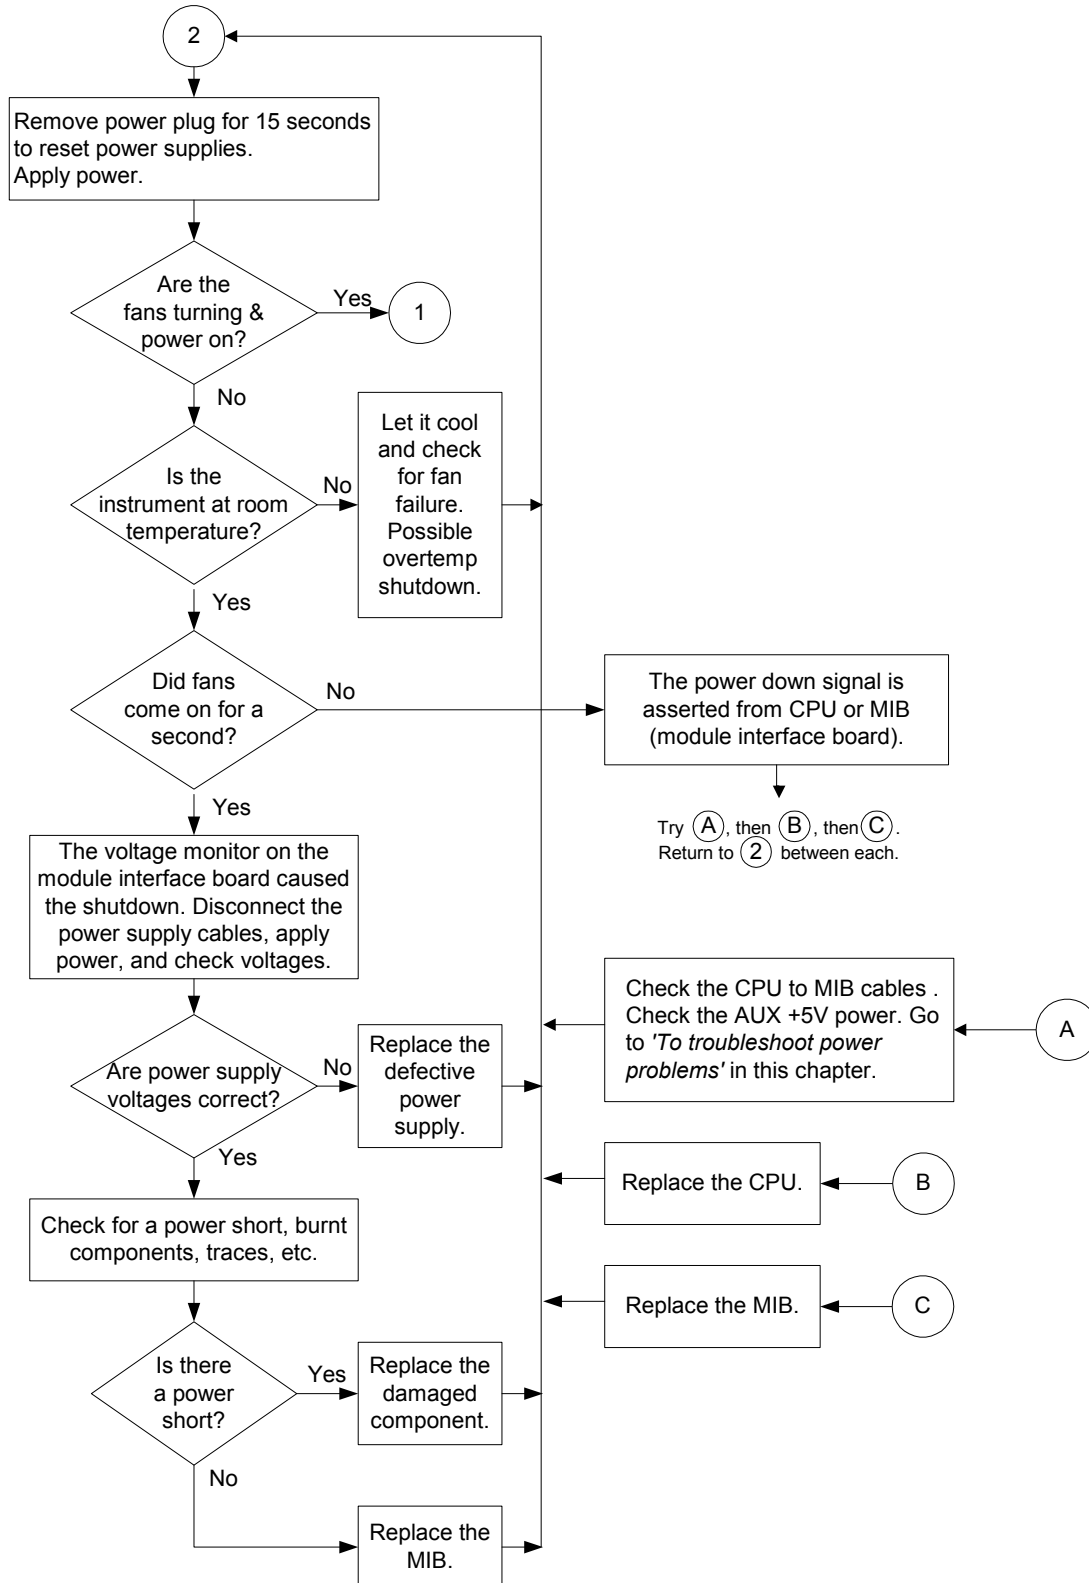 2
Remove power plug for 15 seconds
to reset power supplies.
Apply power.
Are the
fans turning &
power on?
Yes
1
No
Is the
instrument at room
temperature?
No
Let it cool
and check
for fan
failure.
Possible
overtemp
shutdown.
Yes
Did fans
come on for a
second?
No
The power down signal is
asserted from CPU or MIB
(module interface board).
Try A, then B, then C.
Return to 2 between each.
Yes
The voltage monitor on the
module interface board caused
the shutdown. Disconnect the
power supply cables, apply
power, and check voltages.
Check the CPU to MIB cables .
Check the AUX +5V power. Go
to 'To troubleshoot power
problems' in this chapter.
A
Are power supply
voltages correct?
No
Replace the
defective
power
supply.
Yes
Replace the CPU.
B
Check for a power short, burnt
components, traces, etc.
Replace the MIB.
C
Is there
a power
short?
Yes
Replace the
damaged
component.
No
Replace the
MIB.